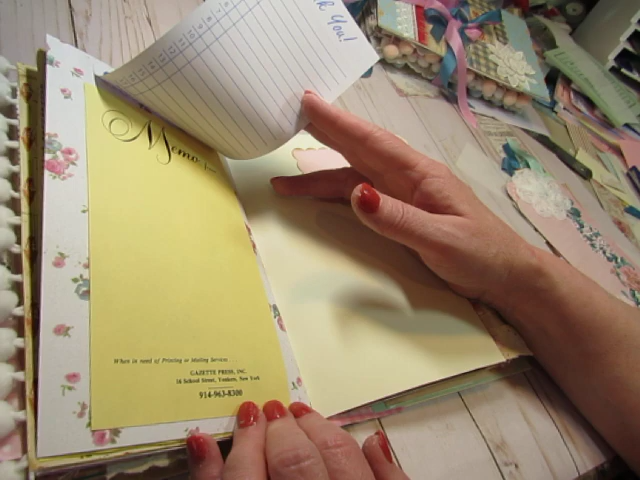 k You!
Memo
When in need of Printing or Mailing Services
GAZETTE PRESS, INC.
16 School Street, Yonkers, New York
914-963-8300